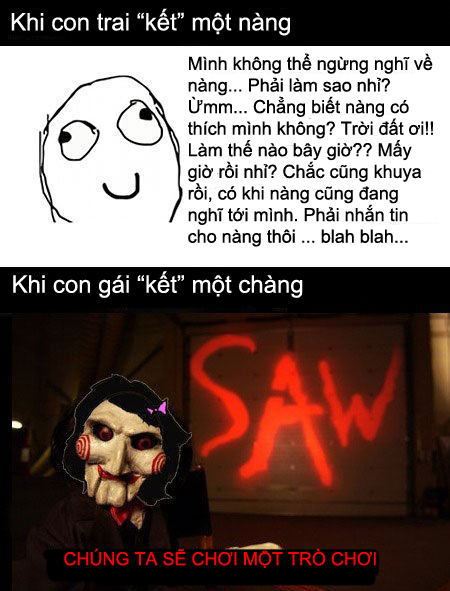 Khi con trai “kết” một nàng
Mình không thể ngừng nghĩ về
nàng... Phải làm sao nhỉ?
Ừmm... Chẳng biết nàng có
thích mình không? Trời đất ơi!!
Làm thế nào bây giờ?? Mấy
giờ rồi nhỉ? Chắc cũng khuya
rồi, có khi nàng cũng đang
nghĩ tới mình. Phải nhắn tin
cho nàng thôi ... blah blah...
Khi con gái “kết” một chàng
SAW
CHÚNG TA SẼ CHƠI MỘT TRÒ CHƠI